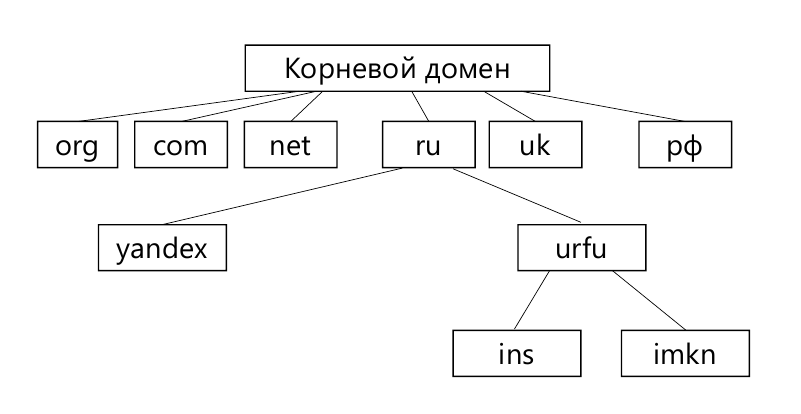 Корневой домен
org com net ru uk рф
yandex urfu
ins imkn